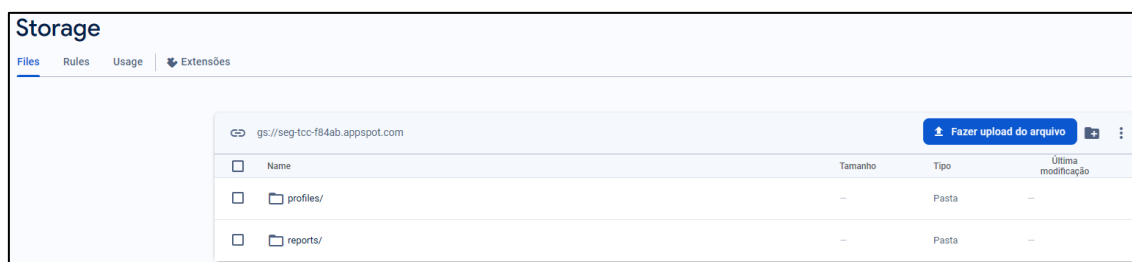 Storage
Files Rules Usage Extensões
gs://seg-tcc-f84ab.appspot.com Fazer upload do arquivo
Name Tamanho Tipo Última modificação
profiles/ — Pasta —
reports/ — Pasta —